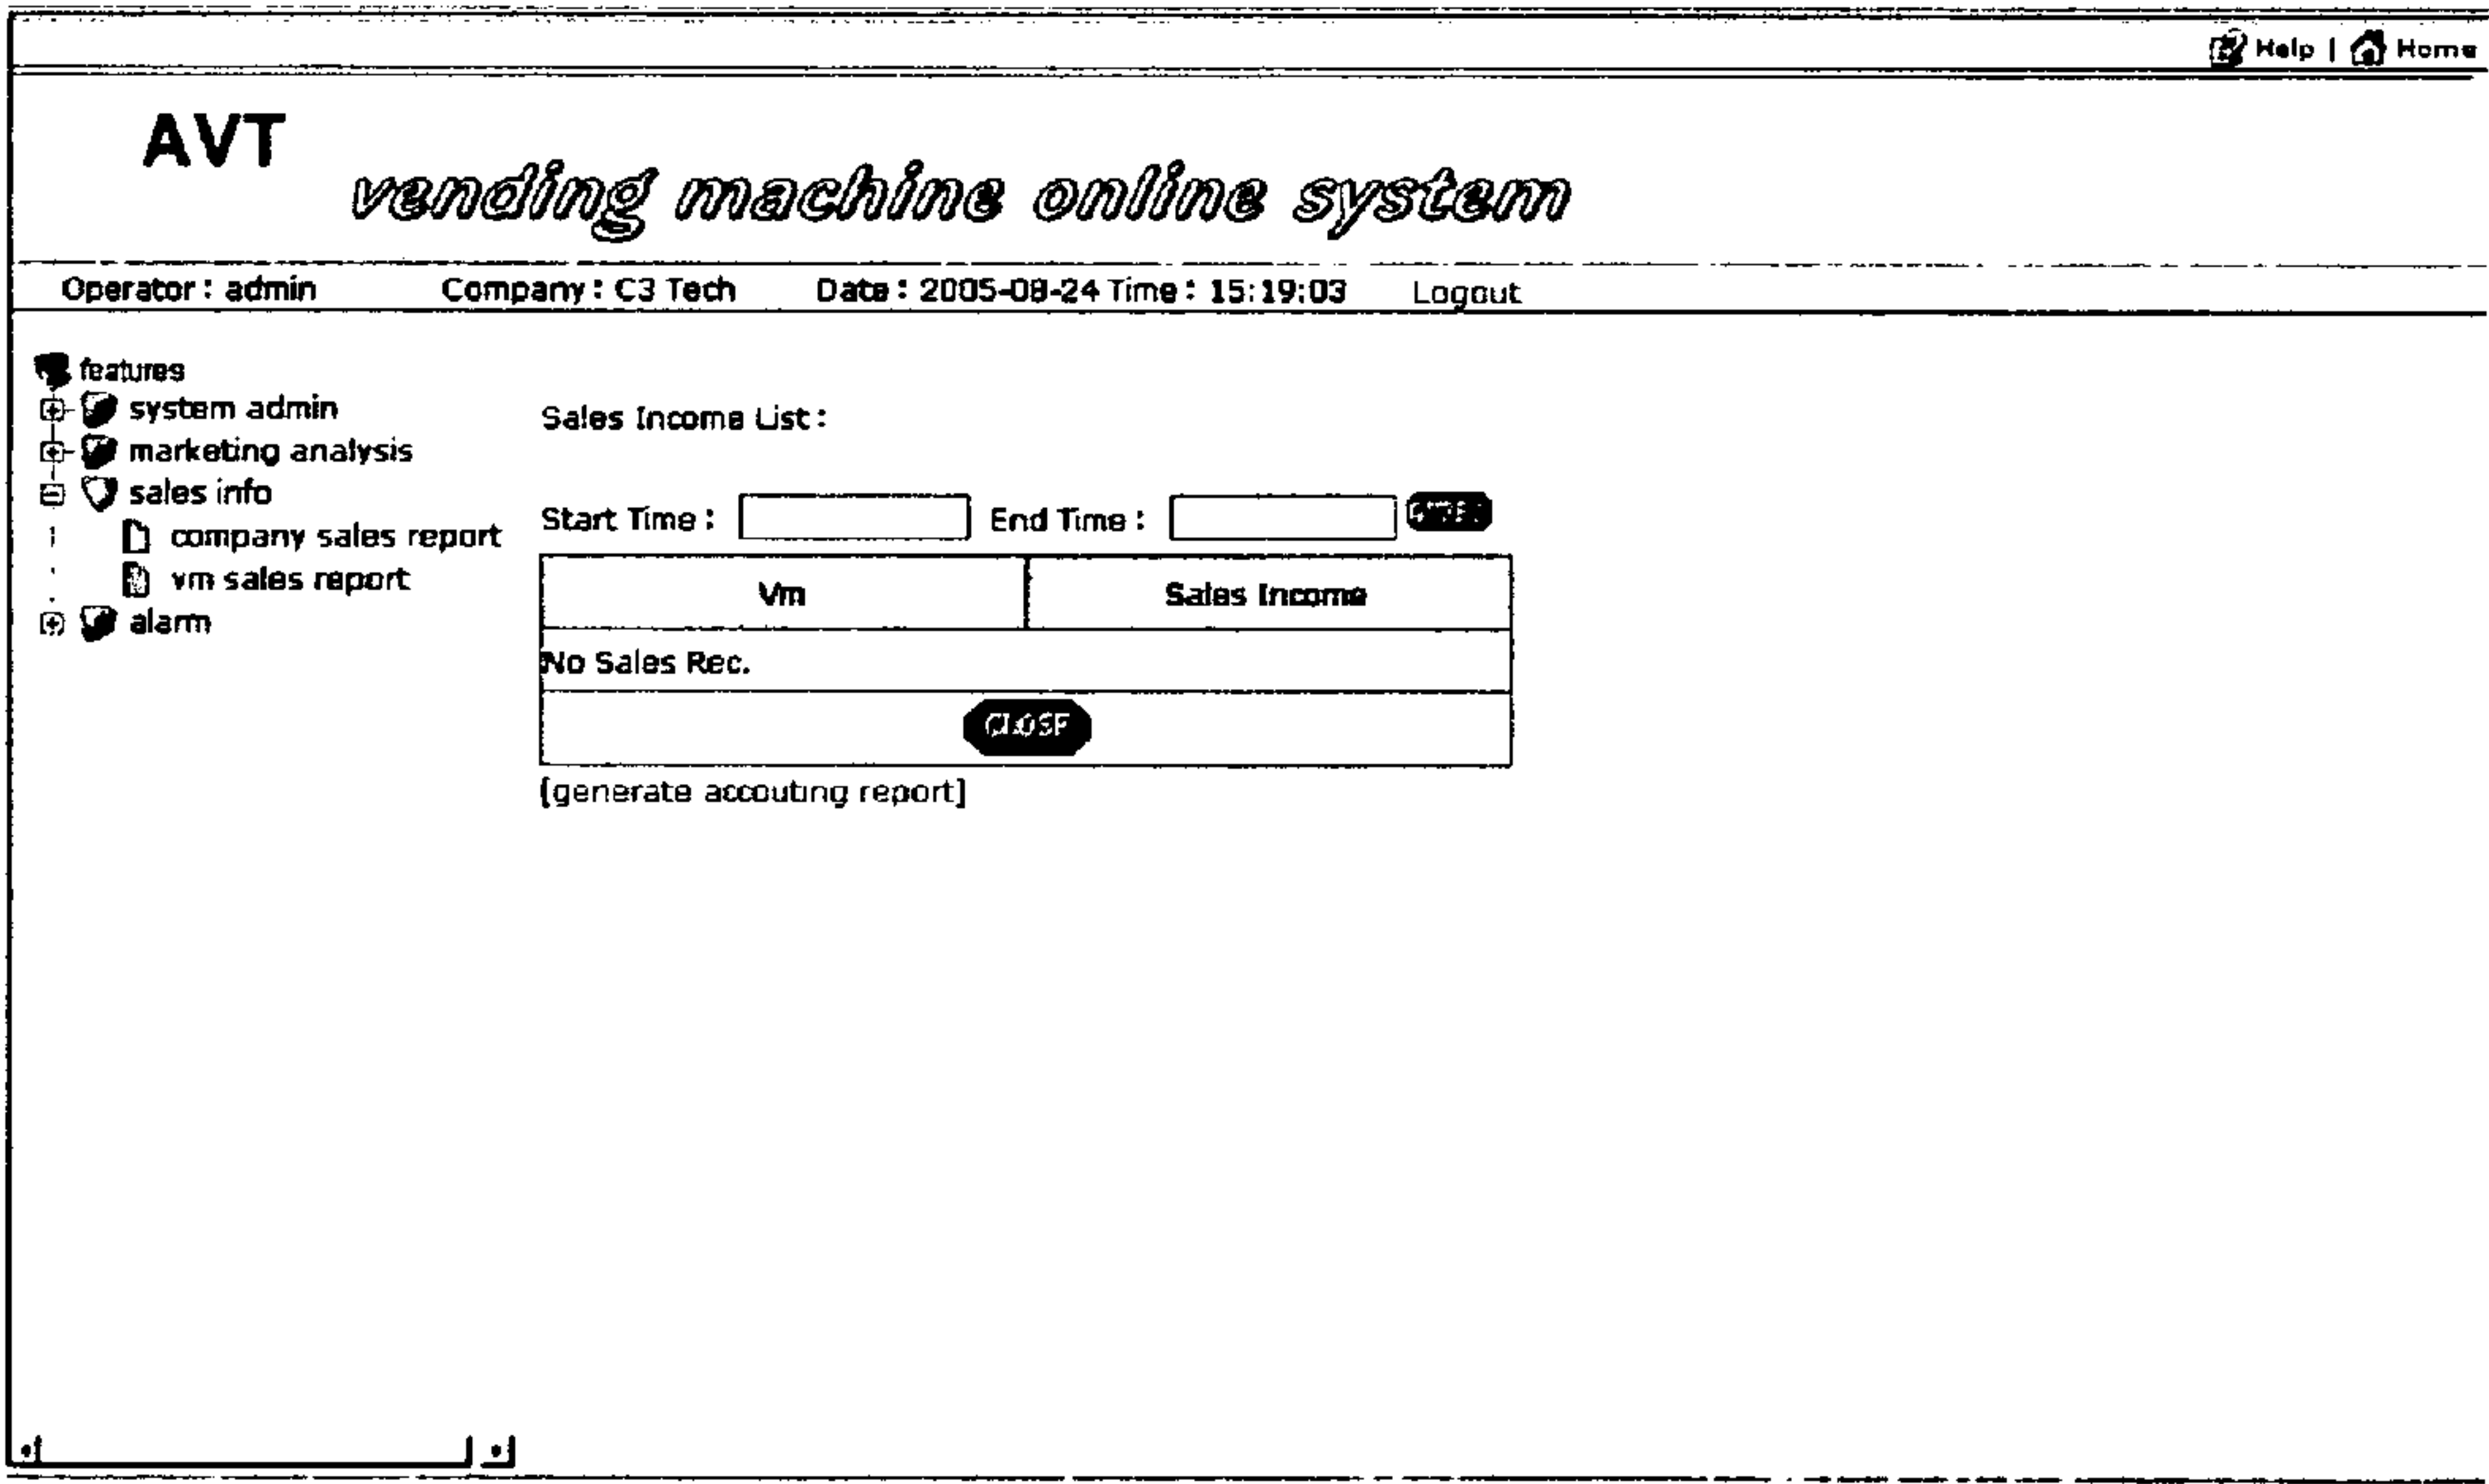 Help | Home
AVT
vending machine online system
Operator : admin Company : C3 Tech Date : 2005-08-24 Time : 15:19:03 Logout
features
system admin
marketing analysis
sales info
company sales report
vm sales report
alarm
Sales Income List :
Start Time : End Time :
Vm Sales Income
No Sales Rec.
CLOSE
[generate accouting report]